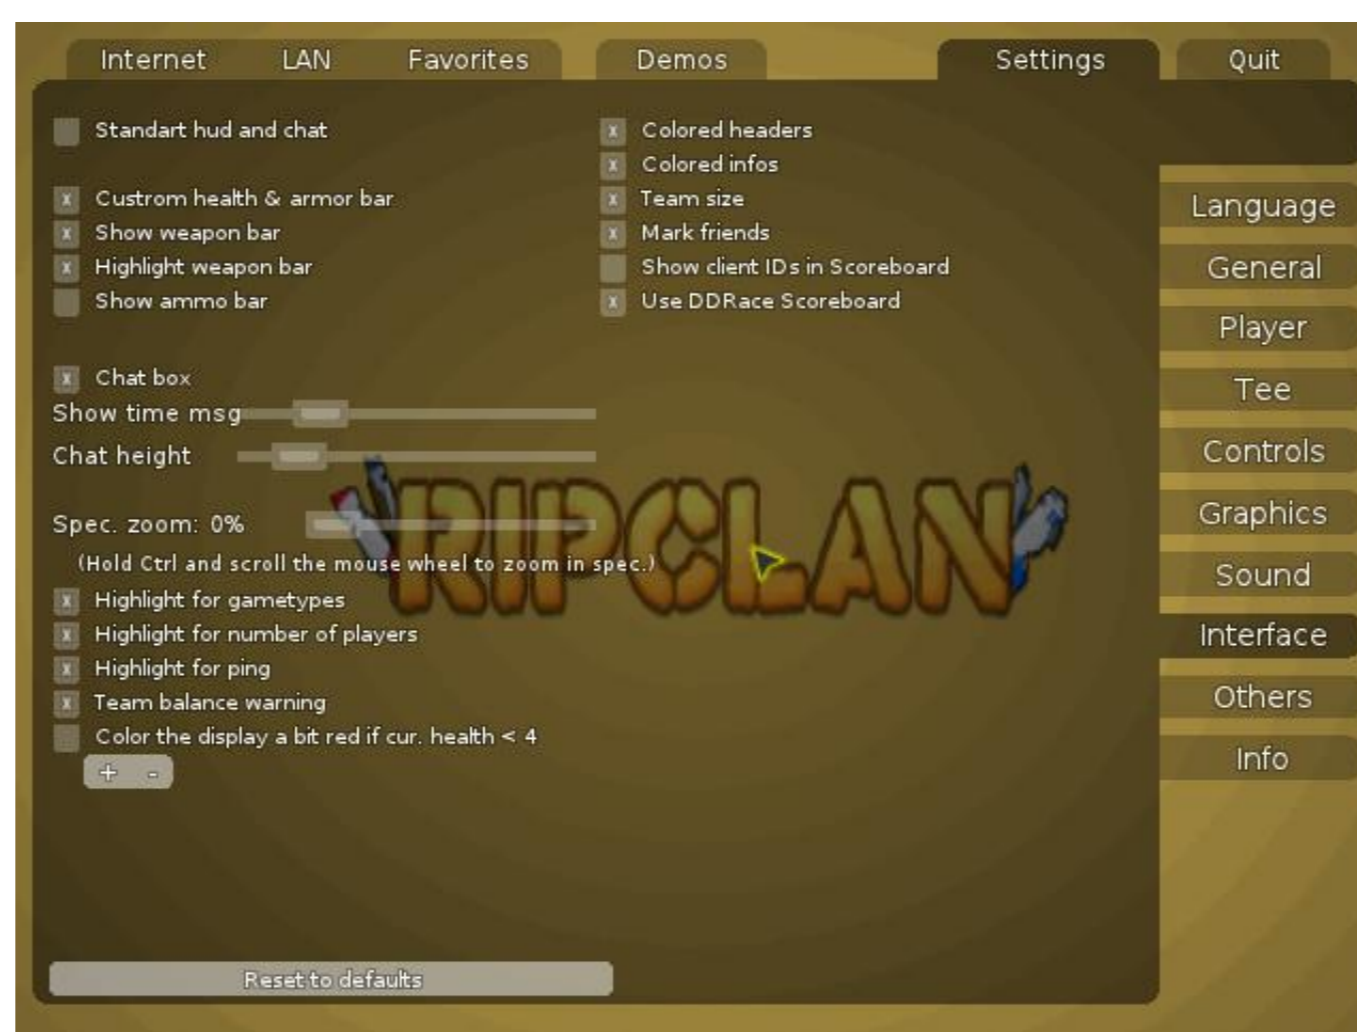 Internet LAN Favorites Demos Settings Quit
Standart hud and chat
Custrom health & armor bar
Show weapon bar
Highlight weapon bar
Show ammo bar
Chat box
Show time msg
Chat height
Spec. zoom: 0%
(Hold Ctrl and scroll the mouse wheel to zoom in spec.)
Highlight for gametypes
Highlight for number of players
Highlight for ping
Team balance warning
Color the display a bit red if cur. health < 4
+ -
Reset to defaults
Colored headers
Colored infos
Team size
Mark friends
Show client IDs in Scoreboard
Use DDRace Scoreboard
RIPCLAN
Language
General
Player
Tee
Controls
Graphics
Sound
Interface
Others
Info